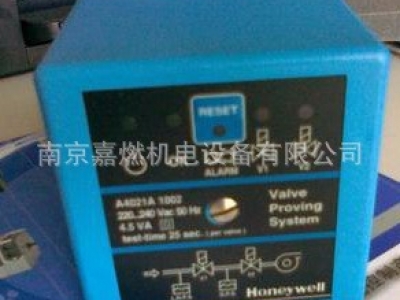 RESET
南京嘉燃机电设备有限公司
ALARM
V1
A4021A 1002
220..240 Vac 50 Hz
4.5 VA
test-time 25 sec. ( per valve )
Valve
Proving
System
Honeywell